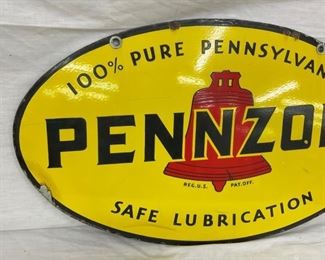 100% PURE PENNSYLVAN
PENNZO
REG. U.S. PAT. OFF.
SAFE LUBRICATION